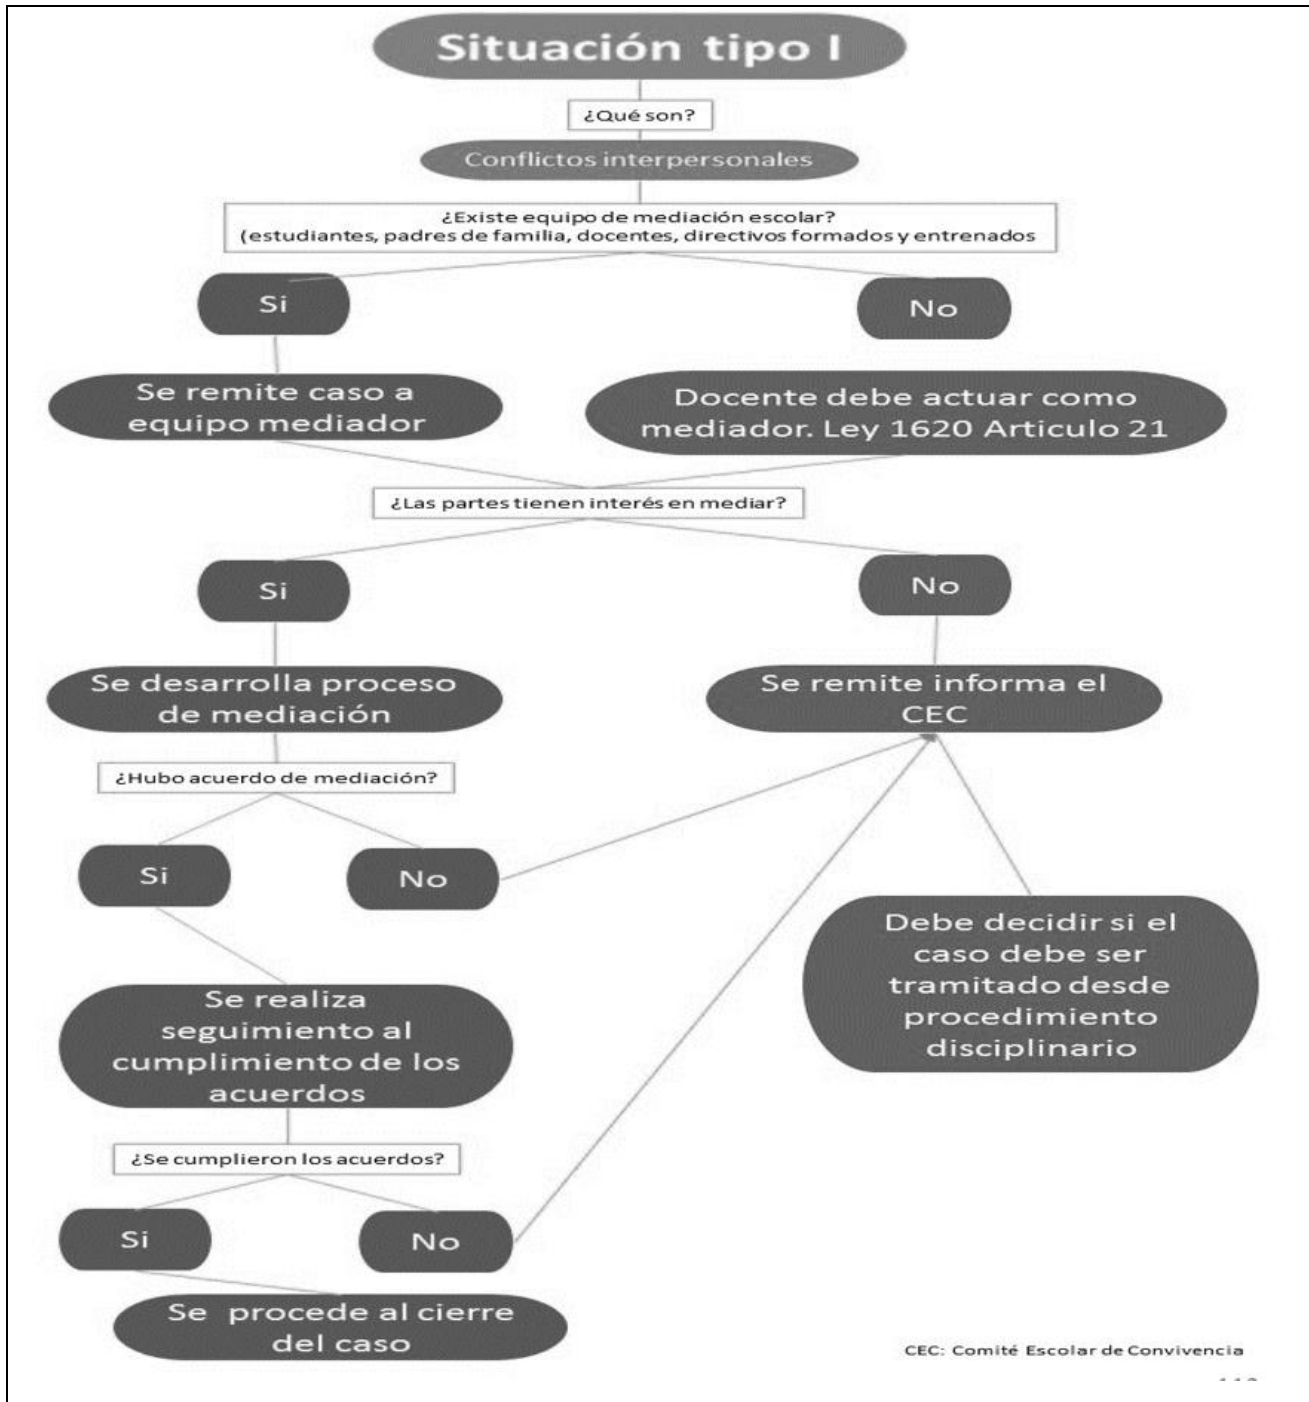 Situación tipo I
¿Qué son?
Conflictos interpersonales
¿Existe equipo de mediación escolar?
(estudiantes, padres de familia, docentes, directivos formados y entrenados
Si
No
Se remite caso a
equipo mediador
Docente debe actuar como
mediador. Ley 1620 Articulo 21
¿Las partes tienen interés en mediar?
Si
No
Se desarrolla proceso
de mediación
Se remite informa el
CEC
¿Hubo acuerdo de mediación?
Si
No
Debe decidir si el
caso debe ser
tramitado desde
procedimiento
disciplinario
Se realiza
seguimiento al
cumplimiento de los
acuerdos
¿Se cumplieron los acuerdos?
Si
No
Se procede al cierre
del caso
CEC: Comité Escolar de Convivencia